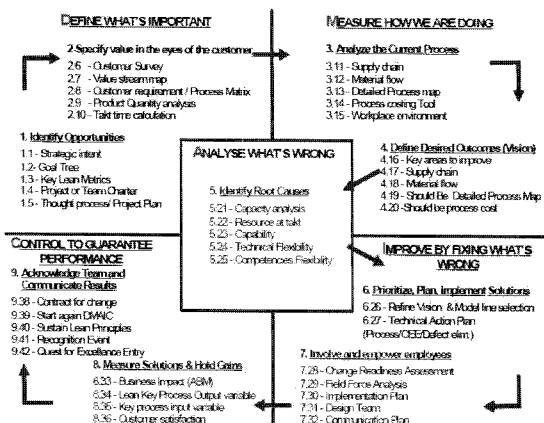 DEFINE WHAT'S IMPORTANT
2-Specify value in the eyes of the customer
2.6 - Customer Survey
2.7 - Value stream map
2.8 - Customer requirement / Process Matrix
2.9 - Product Quantity analysis
2.10 - Takt time calculation
1. Identify Opportunities
1.1 - Strategic intent
1.2 - Goal Tree
1.3 - Key Lean Metrics
1.4 - Project or Team Charter
1.5 - Thought process/ Project Plan
MEASURE HOW WE ARE DOING
3. Analyze the Current Process
3.11 - Supply chain
3.12 - Material flow
3.13 - Detailed Process map
3.14 - Process costing Tool
3.15 - Workplace environment
4. Define Desired Outcomes (Vision)
4.16 - Key areas to improve
4.17 - Supply chain
4.18 - Material flow
4.19 - Should Be Detailed Process Map
4.20 - Should be process cost
ANALYSE WHAT'S WRONG
5. Identify Root Causes
5.21 - Capacity analysis
5.22 - Resource at takt
5.23 - Capability
5.24 - Technical Flexibility
5.25 - Competencies Flexibility
CONTROL TO GUARANTEE
PERFORMANCE
9. Acknowledge Team and
Communicate Results
9.38 - Contract for change
9.39 - Start again DMAIC
9.40 - Sustain Lean Principles
9.41 - Recognition Event
9.42 - Quest for Excellence Entry
8. Measure Solutions & Hold Gains
8.33 - Business Impact (ABM)
8.34 - Lean Key Process Output variable
8.35 - Key process input variable
8.36 - Customer satisfaction
IMPROVE BY FIXING WHAT'S
WRONG
6. Prioritize, Plan, Implement Solutions
6.26 - Refine Vision & Model line selection
6.27 - Technical Action Plan
(Process/OEE/Defect elim.)
7. Involve and empower employees
7.28 - Change Readiness Assessment
7.29 - Field Force Analysis
7.30 - Implementation Plan
7.31 - Design Team
7.32 - Communication Plan